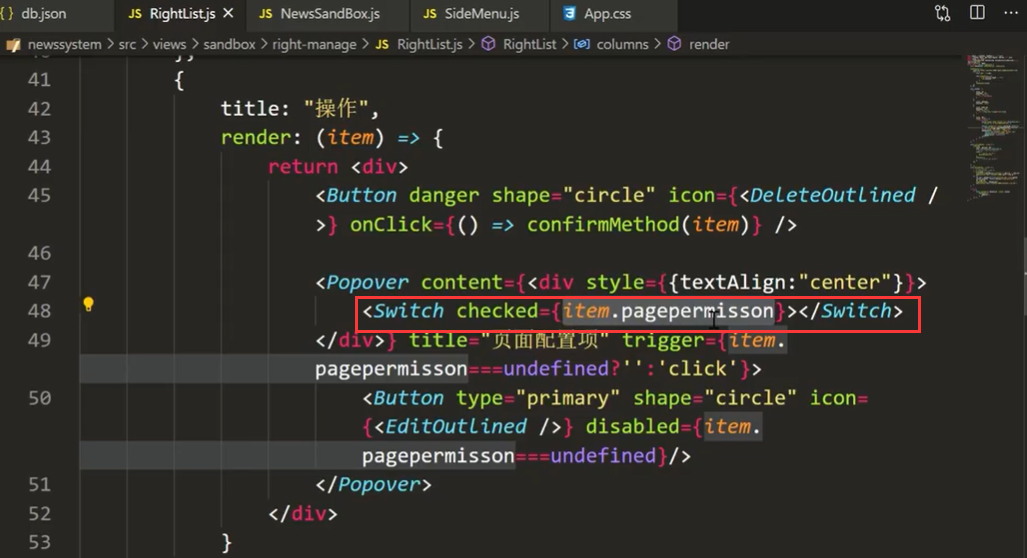 {} db.json JS RightList.js × JS NewsSandBox.js JS SideMenu.js App.css ···
newssystem > src > views > sandbox > right-manage > JS RightList.js > RightList > columns > render
41 {
42 title: "操作",
43 render: (item) => {
44 return <div>
45 <Button danger shape="circle" icon={<DeleteOutlined /
>} onClick={() => confirmMethod(item)} />
46
47 <Popover content={<div style={{textAlign:"center"}}>
48 <Switch checked={item.pagepermisson}></Switch>
49 </div>} title="页面配置项" trigger={item.
pagepermisson===undefined?'':'click'}>
50 <Button type="primary" shape="circle" icon=
{<EditOutlined />} disabled={item.
pagepermisson===undefined}/>
51 </Popover>
52 </div>
53 }